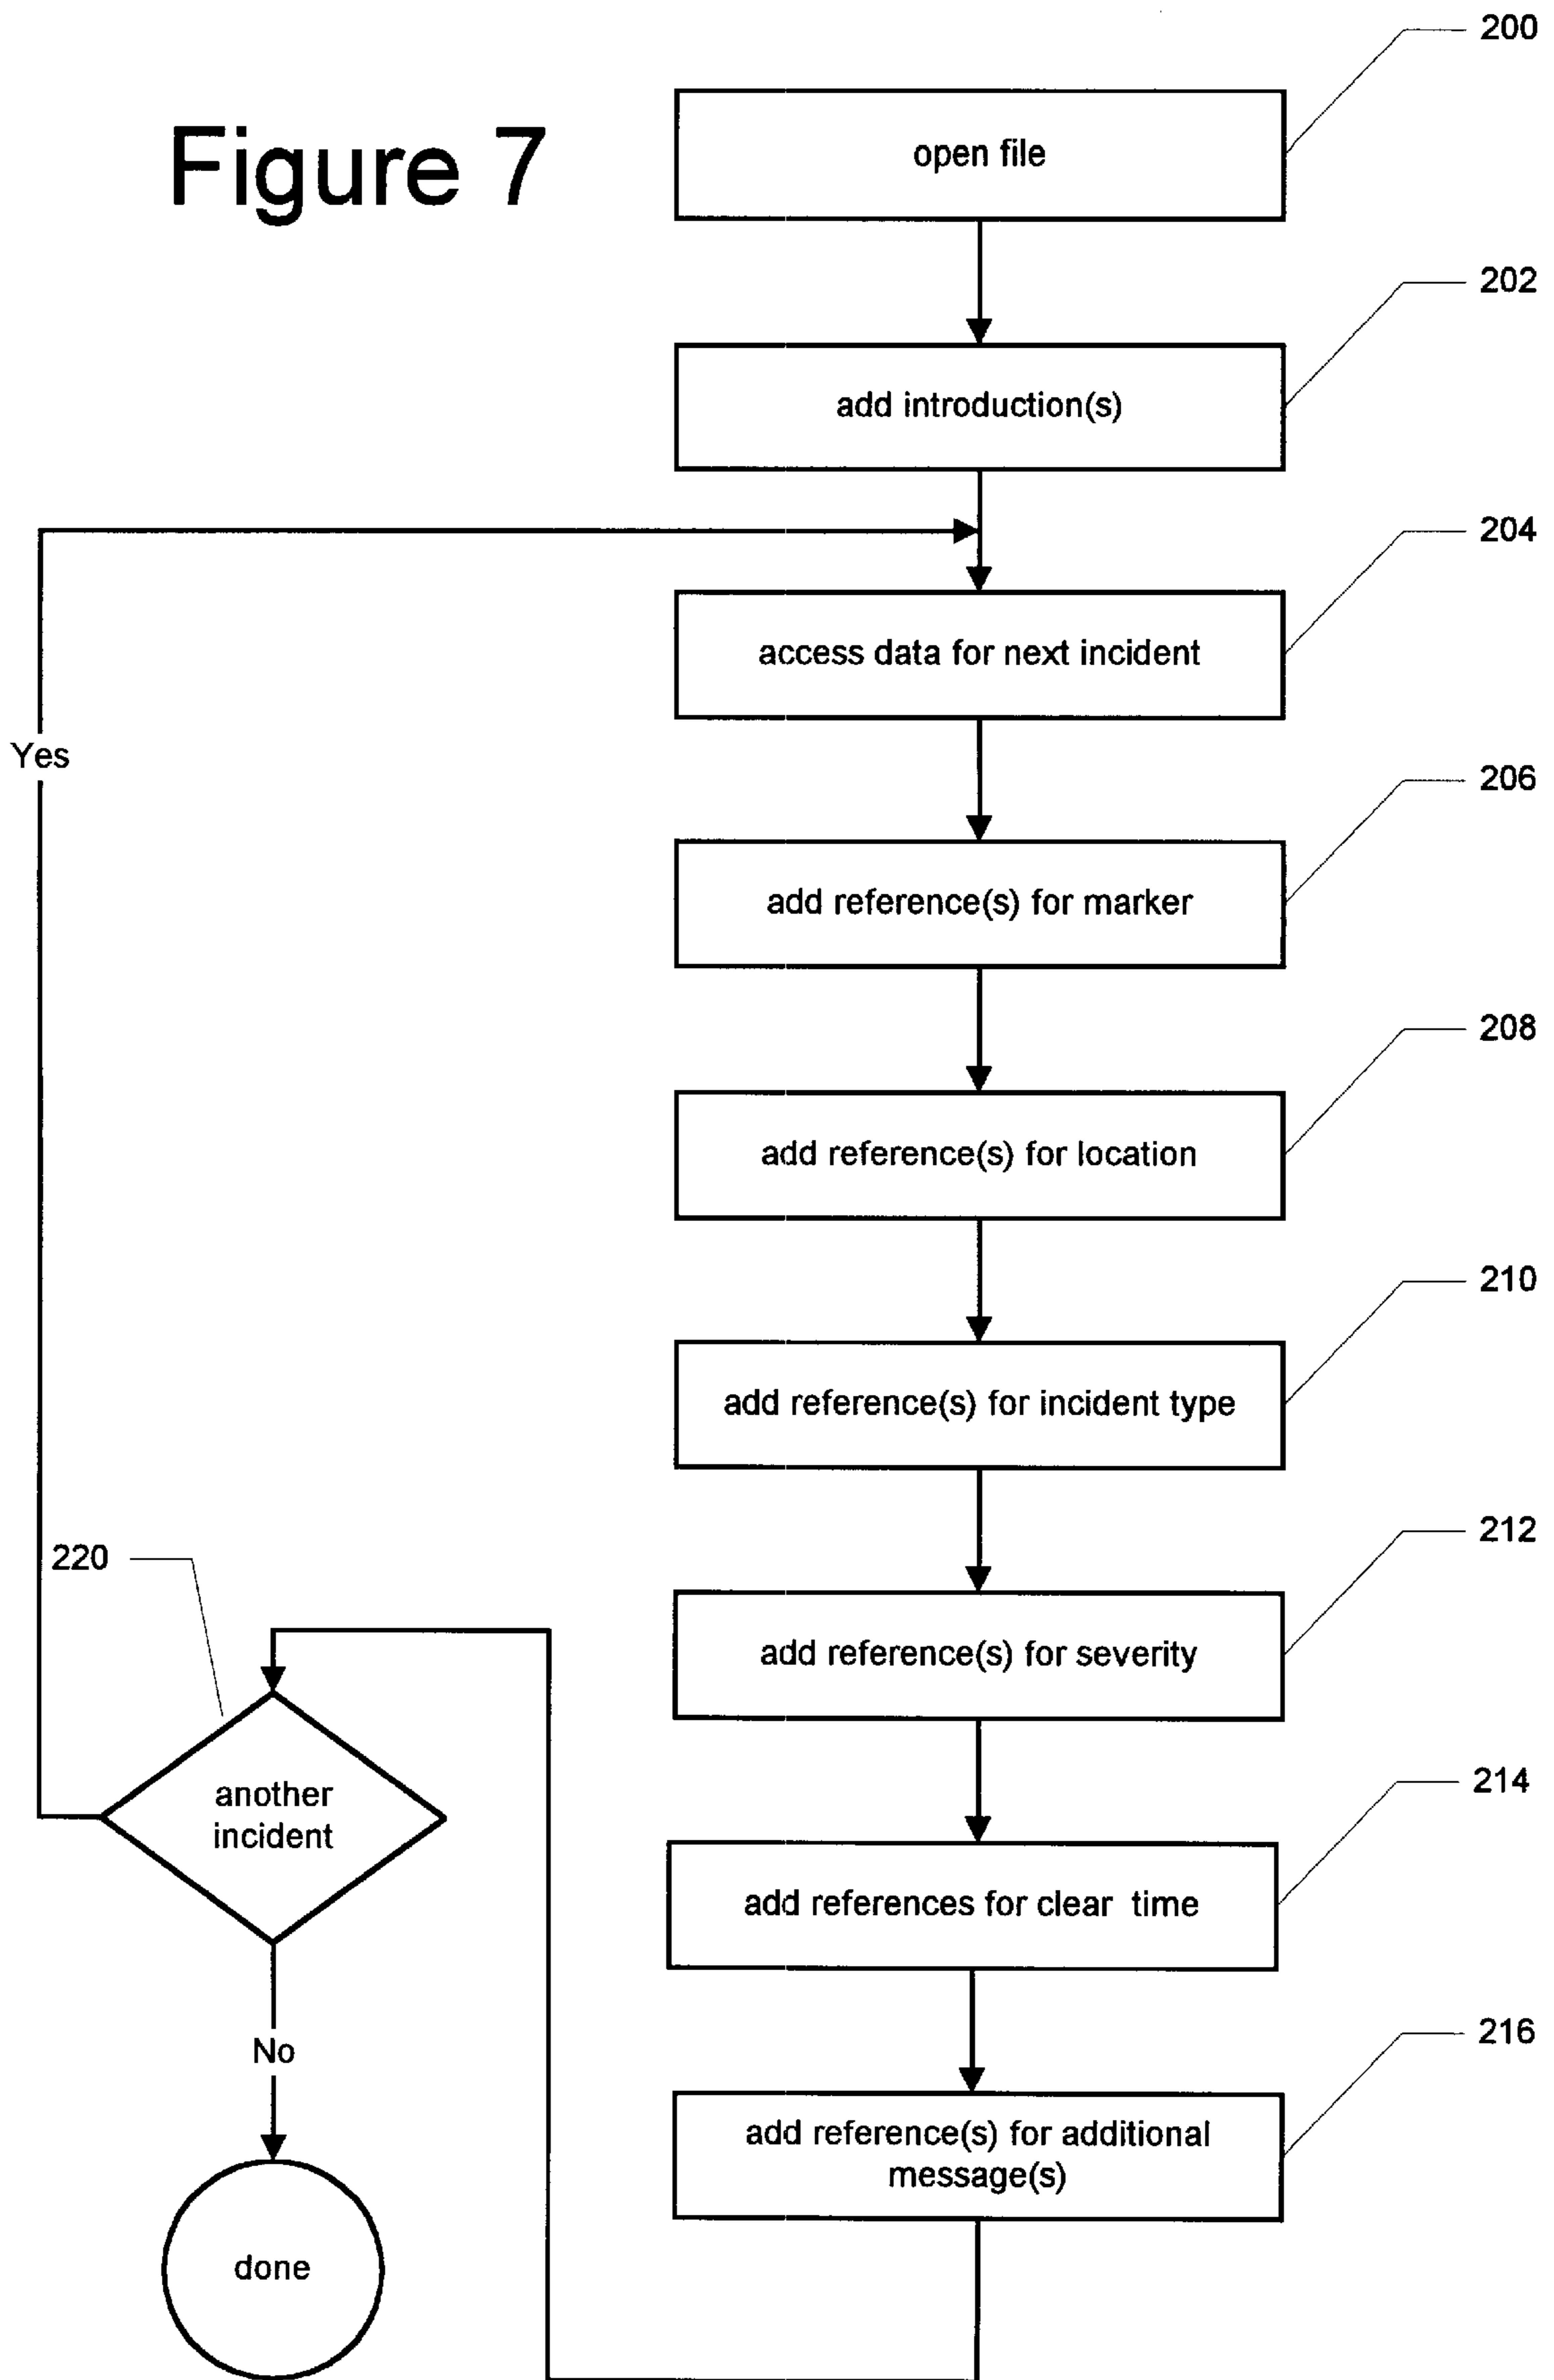 Figure 7
200
open file
202
add introduction(s)
204
access data for next incident
Yes
206
add reference(s) for marker
208
add reference(s) for location
210
add reference(s) for incident type
220
212
add reference(s) for severity
another
incident
214
add references for clear time
No
216
add reference(s) for additional
message(s)
done